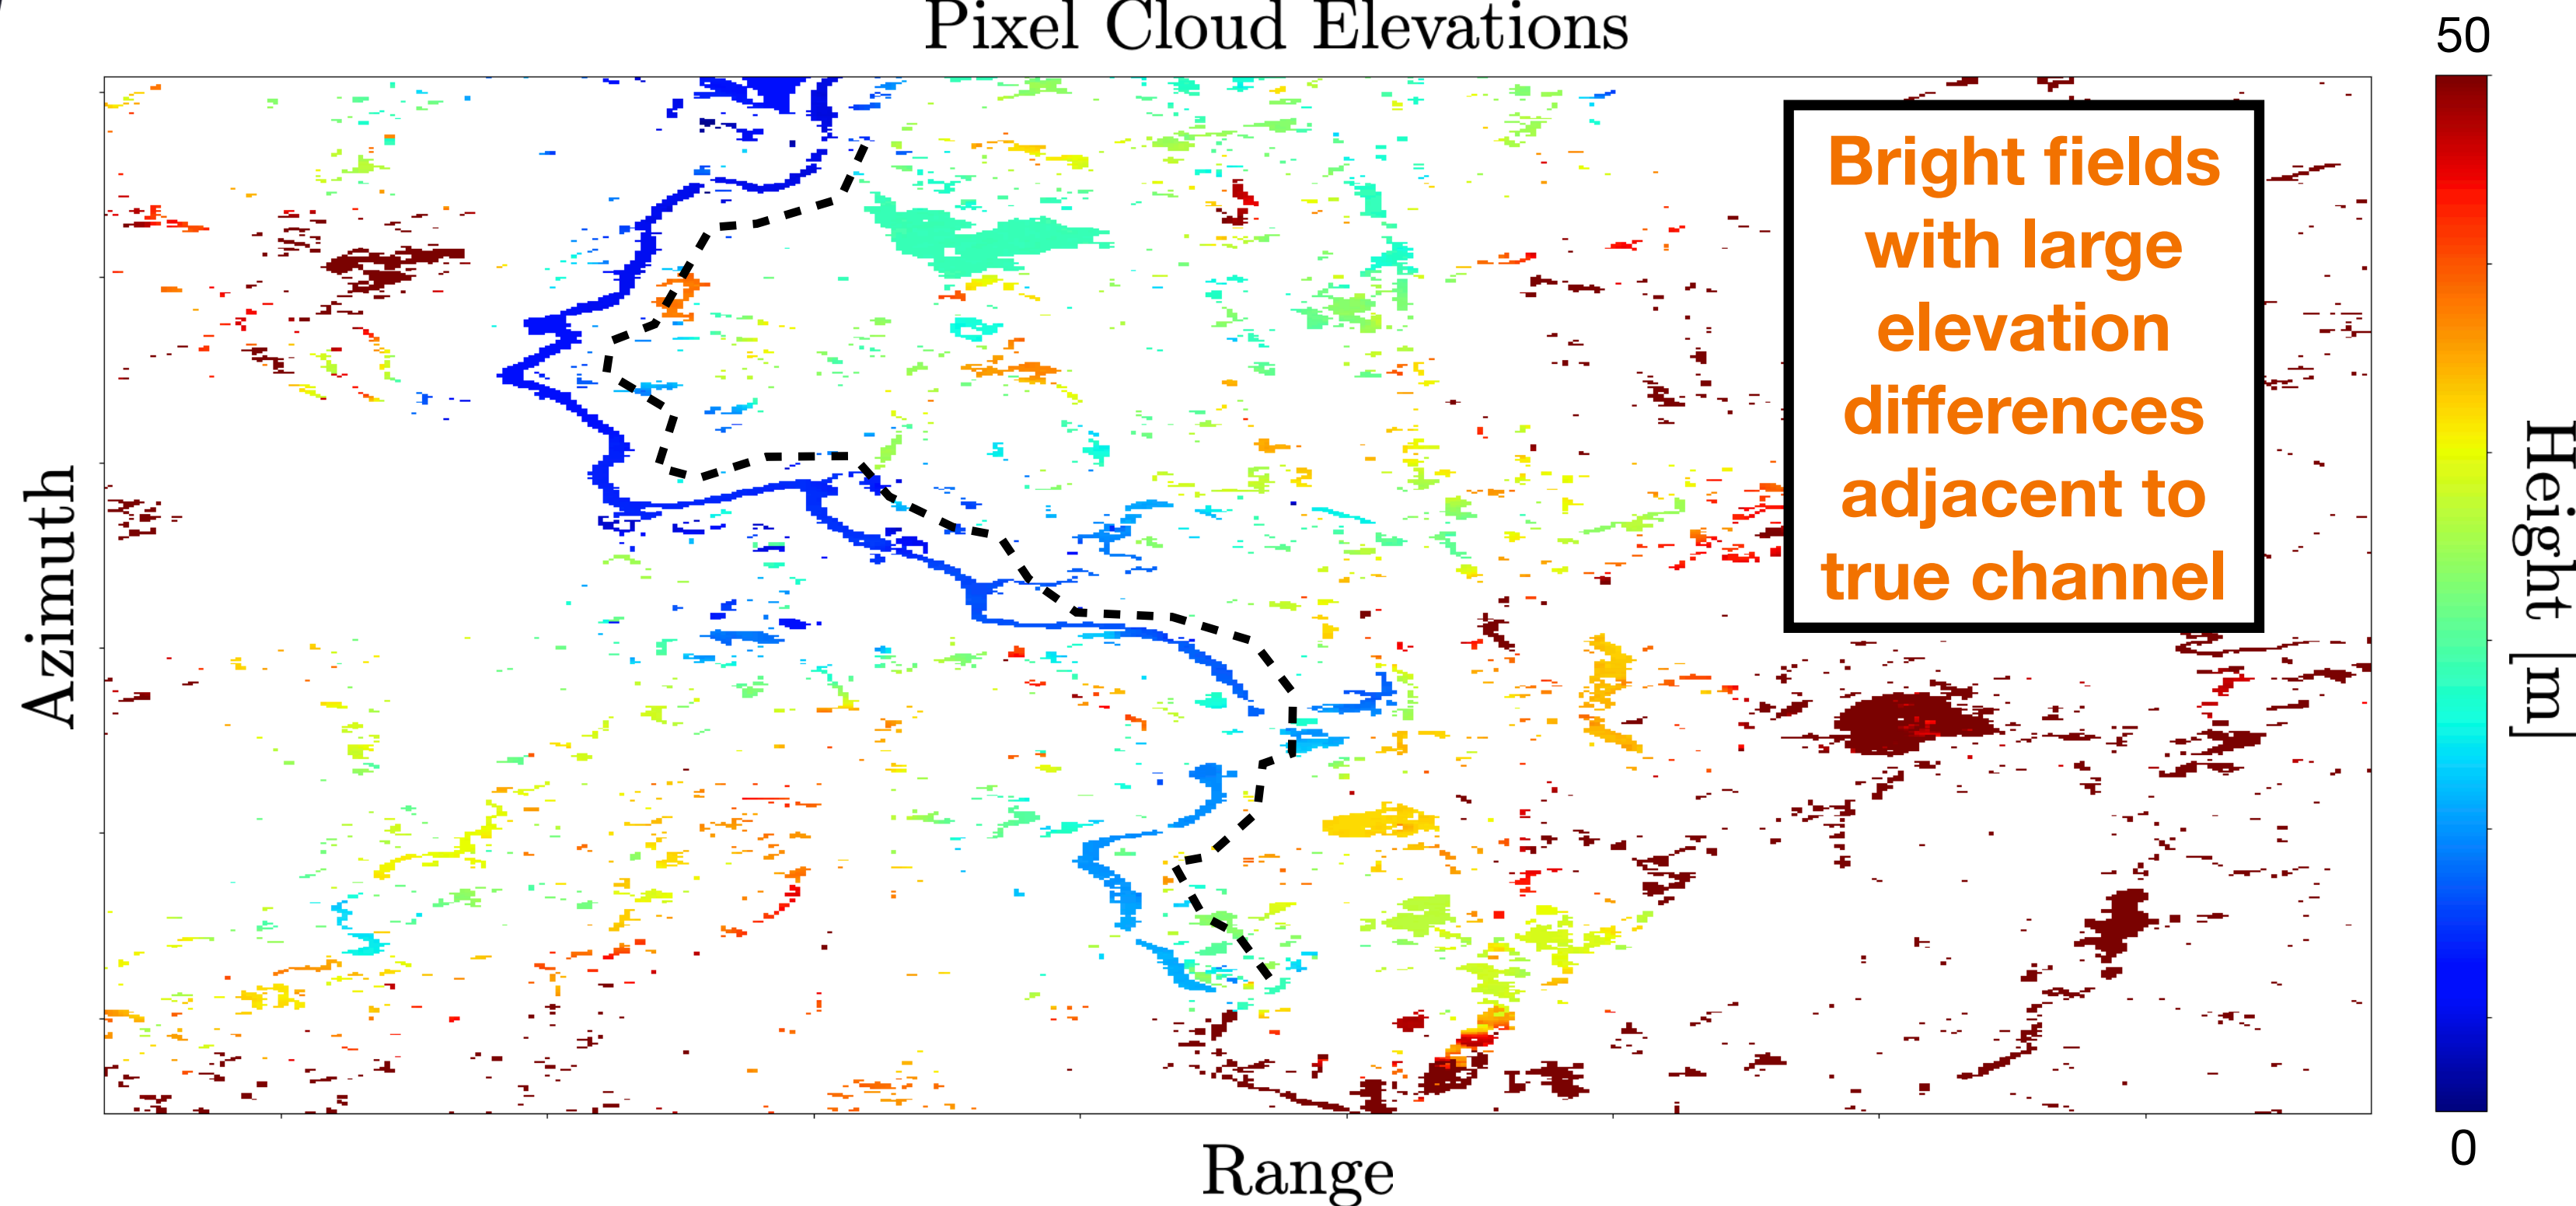 Pixel Cloud Elevations
50
Bright fields
with large
elevation
differences
adjacent to
true channel
Azimuth
Height [m]
0
Range